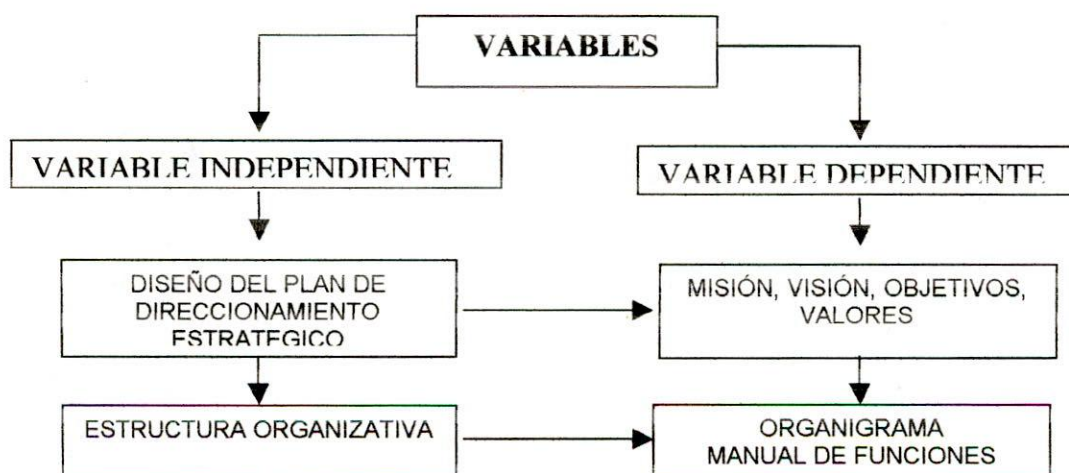 VARIABLES
VARIABLE INDEPENDIENTE
VARIABLE DEPENDIENTE
DISEÑO DEL PLAN DE
DIRECCIONAMIENTO
ESTRATEGICO
MISIÓN, VISIÓN, OBJETIVOS,
VALORES
ESTRUCTURA ORGANIZATIVA
ORGANIGRAMA
MANUAL DE FUNCIONES